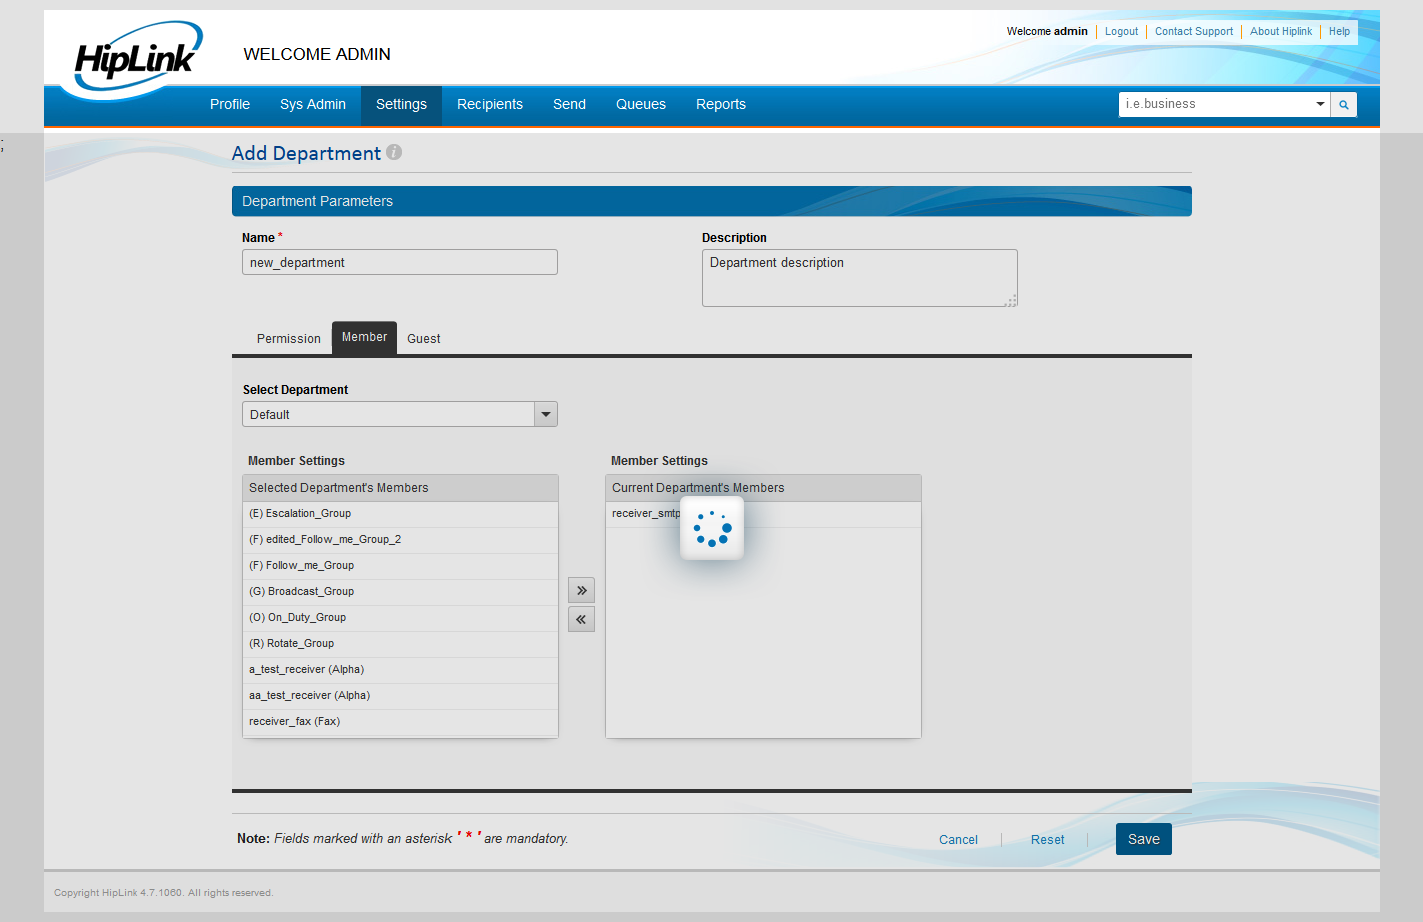 HipLink
WELCOME ADMIN
Welcome admin
Logout
Contact Support
About Hiplink
Help
Profile
Sys Admin
Settings
Recipients
Send
Queues
Reports
i.e.business
;
Add Department i
Department Parameters
Name *
Description
new_department
Department description
Permission
Member
Guest
Select Department
Default
Member Settings
Member Settings
Selected Department's Members
Current Department's Members
(E) Escalation_Group
(F) edited_Follow_me_Group_2
(F) Follow_me_Group
(G) Broadcast_Group
(O) On_Duty_Group
(R) Rotate_Group
a_test_receiver (Alpha)
aa_test_receiver (Alpha)
receiver_fax (Fax)
receiver_smtp
»
«
Note: Fields marked with an asterisk ' * ' are mandatory.
Cancel
Reset
Save
Copyright HipLink 4.7.1060. All rights reserved.